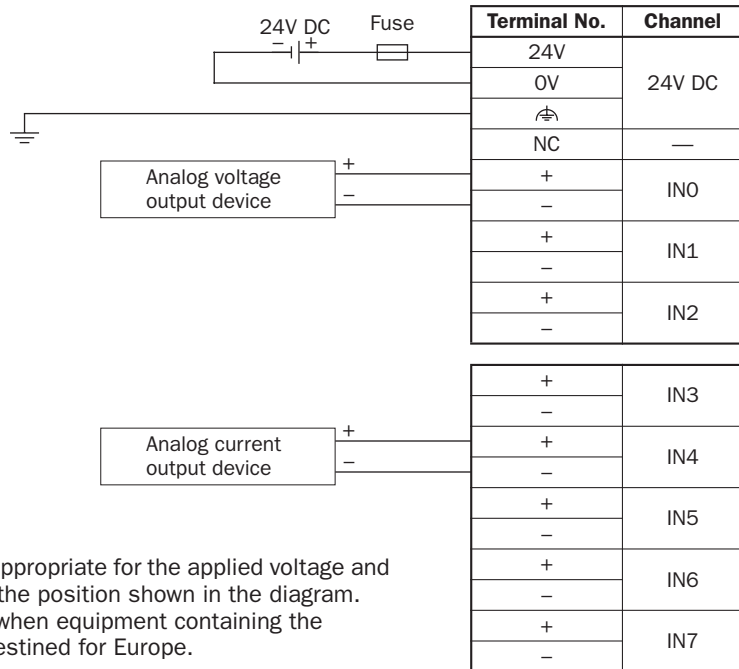 24V DC
Fuse
− +
Terminal No. Channel
24V
0V 24V DC
NC —
+
− IN0
+
− IN1
+
− IN2
Analog voltage
output device
+
−
+
− IN3
+
− IN4
+
− IN5
+
− IN6
+
− IN7
Analog current
output device
+
−
ppropriate for the applied voltage and
the position shown in the diagram.
when equipment containing the
estined for Europe.